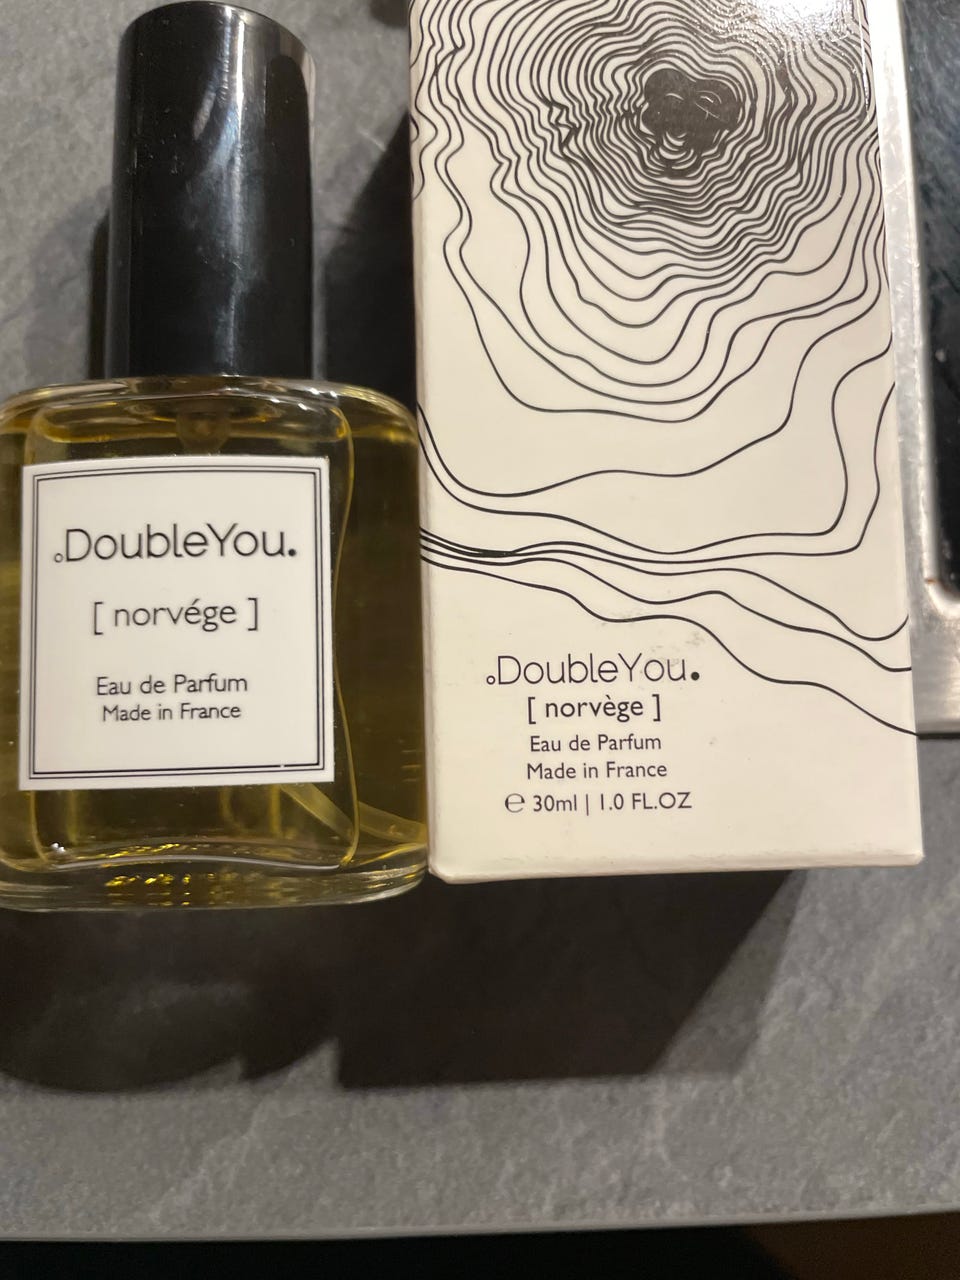 .DoubleYou.
[ norvége ]
Eau de Parfum
Made in France
.DoubleYou.
[ norvège ]
Eau de Parfum
Made in France
℮ 30ml | 1.0 FL.OZ